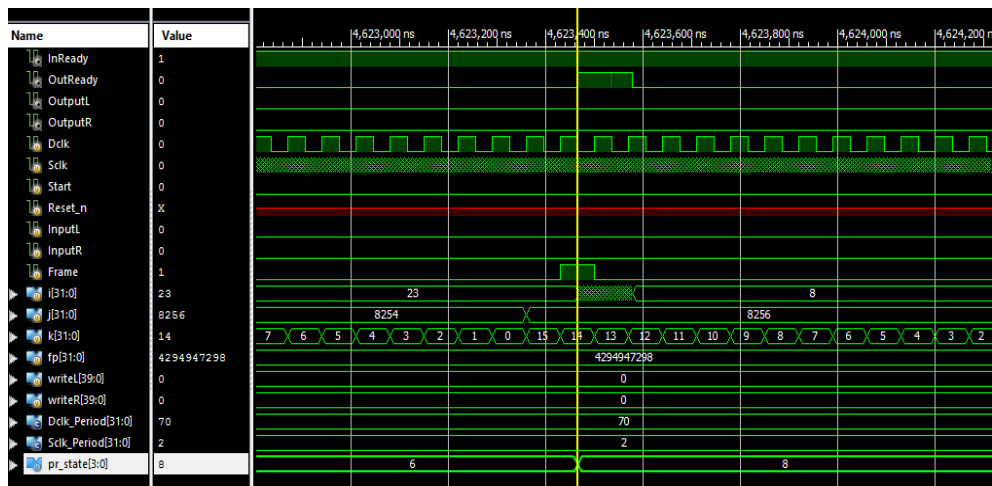 Name Value
4,623,000 ns 4,623,200 ns 4,623,400 ns 4,623,600 ns 4,623,800 ns 4,624,000 ns 4,624,200 n
InReady 1
OutReady 0
OutputL 0
OutputR 0
Dclk 0
Sclk 0
Start 0
Reset_n X
InputL 0
InputR 0
Frame 1
i[31:0] 23 23 8
j[31:0] 8256 8254 8256
k[31:0] 14 7 6 5 4 3 2 1 0 15 14 13 12 11 10 9 8 7 6 5 4 3 2
fp[31:0] 4294947298 4294947298
writeL[39:0] 0 0
writeR[39:0] 0 0
Dclk_Period[31:0] 70 70
Sclk_Period[31:0] 2 2
pr_state[3:0] 8 6 8